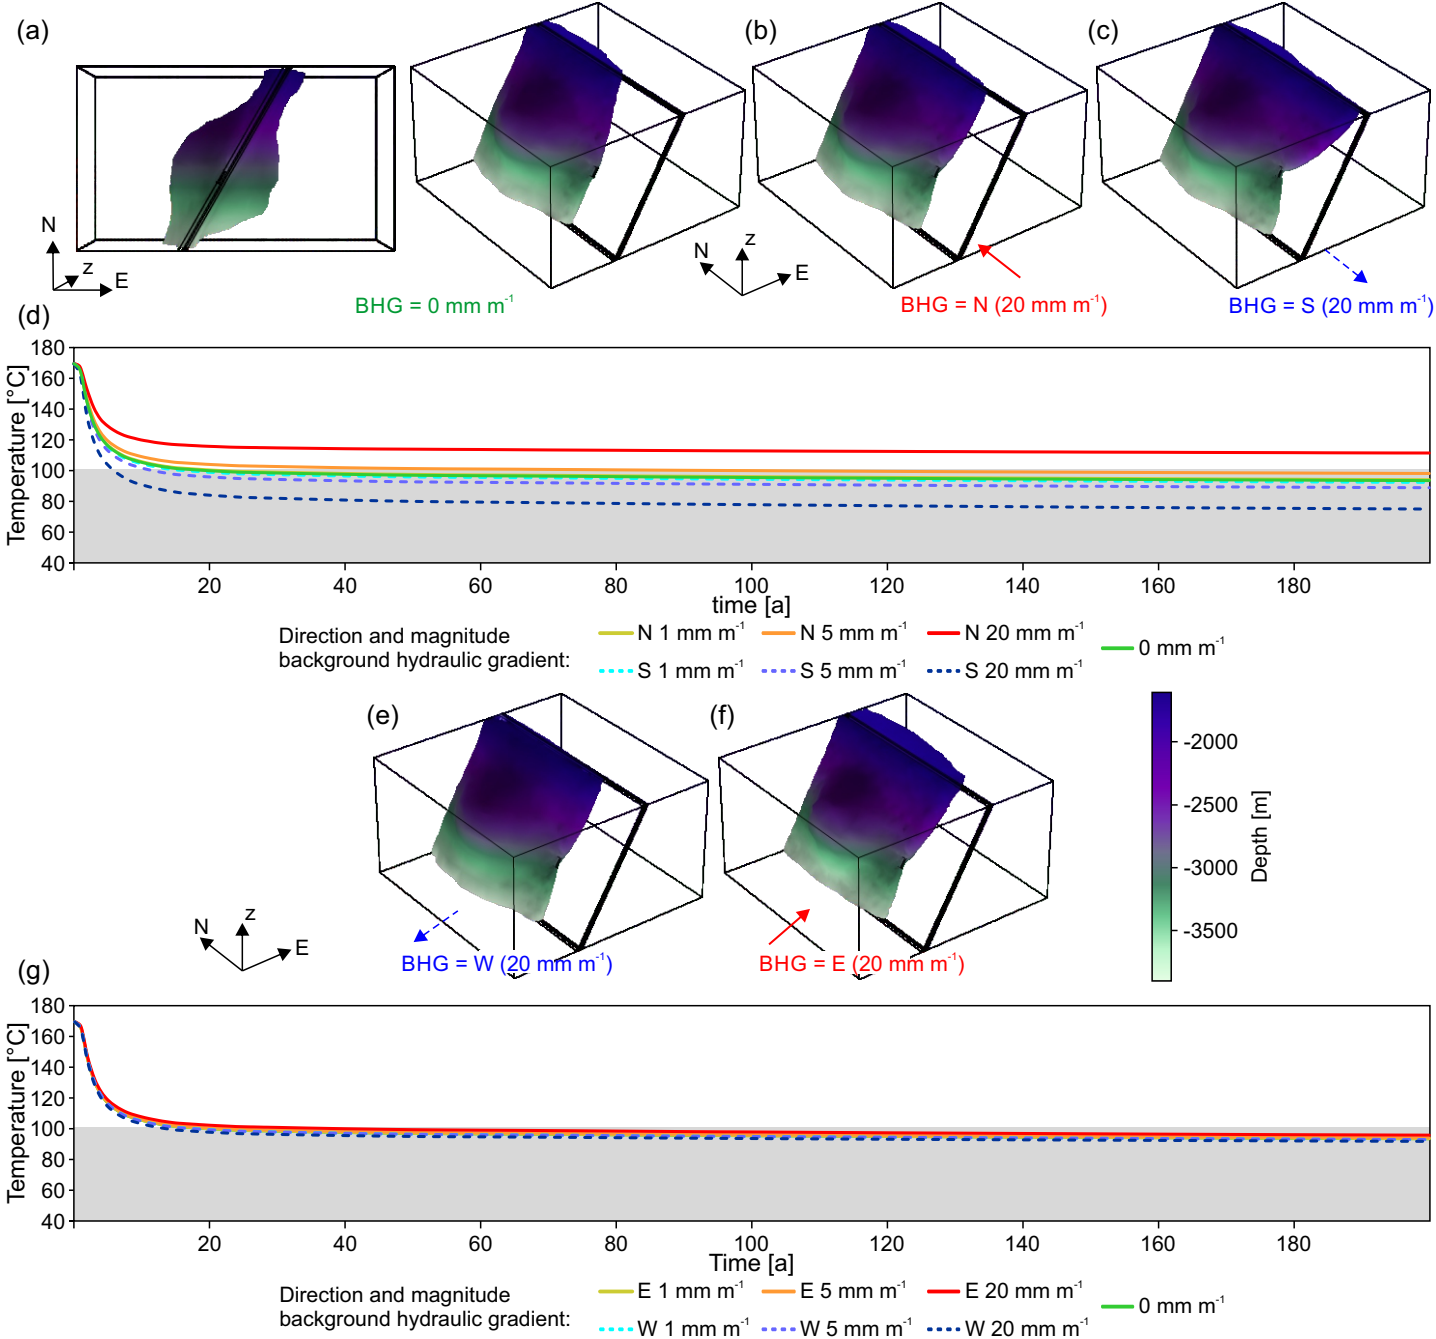 (a)
(b)
(c)
N
z
E
N
z
E
BHG = 0 mm m⁻¹
BHG = N (20 mm m⁻¹)
BHG = S (20 mm m⁻¹)
(d)
Temperature [°C]
180
160
140
120
100
80
60
40
20 40 60 80 100 120 140 160 180
time [a]
Direction and magnitude
background hydraulic gradient:
N 1 mm m⁻¹ N 5 mm m⁻¹ N 20 mm m⁻¹ 0 mm m⁻¹
S 1 mm m⁻¹ S 5 mm m⁻¹ S 20 mm m⁻¹
(e)
(f)
N
z
E
BHG = W (20 mm m⁻¹)
BHG = E (20 mm m⁻¹)
-2000
-2500
-3000
-3500
Depth [m]
(g)
Temperature [°C]
180
160
140
120
100
80
60
40
20 40 60 80 100 120 140 160 180
Time [a]
Direction and magnitude
background hydraulic gradient:
E 1 mm m⁻¹ E 5 mm m⁻¹ E 20 mm m⁻¹ 0 mm m⁻¹
W 1 mm m⁻¹ W 5 mm m⁻¹ W 20 mm m⁻¹